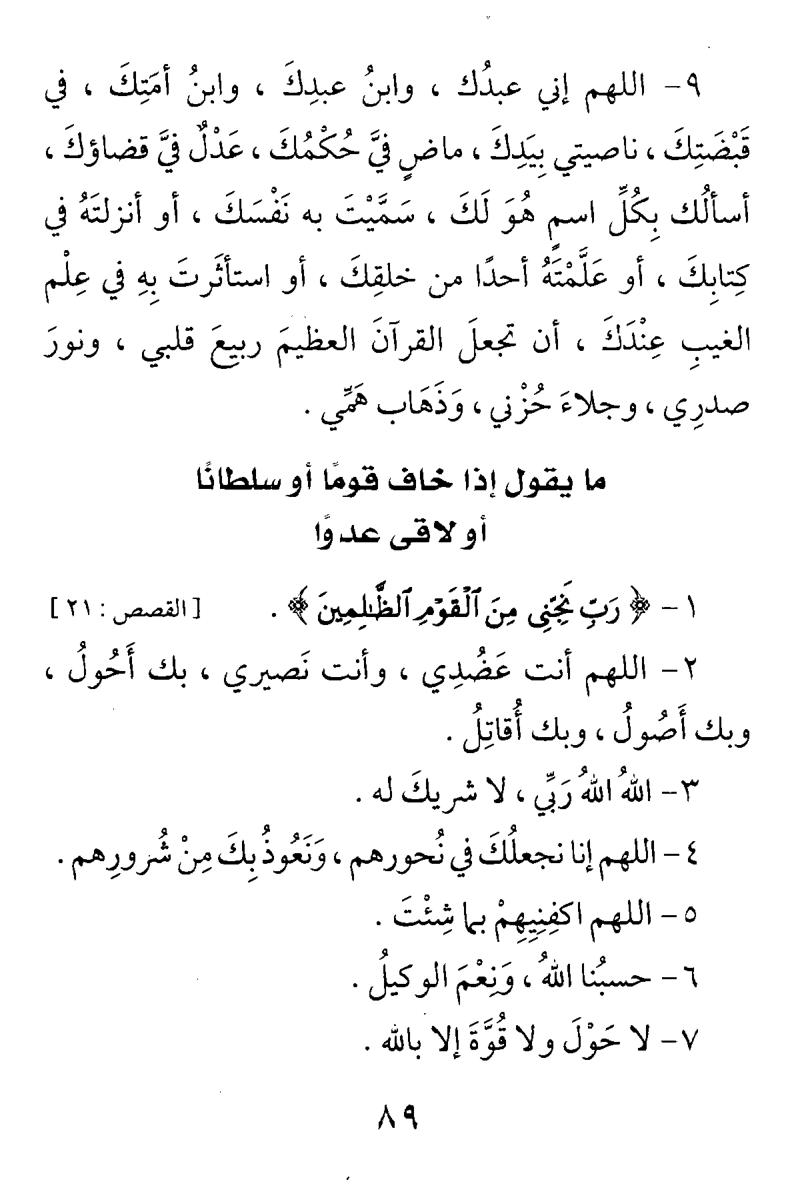 ٩- اللهم إني عبدُك ، وابنُ عبدِكَ ، وابنُ أمَتِكَ ، في
قَبْضَتِكَ ، ناصيتي بِيَدِكَ ، ماضٍ فيَّ حُكْمُكَ ، عَدْلٌ فيَّ قضاؤكَ ،
أسألُك بِكُلِّ اسمٍ هُوَ لَكَ ، سَمَّيْتَ به نَفْسَكَ ، أو أنزلتَهُ في
كِتابِكَ ، أو عَلَّمْتَهُ أحدًا من خلقِكَ ، أو استأثَرتَ بِهِ في عِلْم
الغيبِ عِنْدَكَ ، أن تجعلَ القرآنَ العظيمَ ربيعَ قلبي ، ونورَ
صدرِي ، وجلاءَ حُزْني ، وَذَهَاب هَمِّي .
ما يقول إذا خاف قومًا أو سلطانًا
أو لاقى عدوًا
١- ﴿ رَبِّ نَجِّنِى مِنَ ٱلْقَوْمِ ٱلظَّـٰلِمِينَ ﴾ . [القصص : ٢١]
٢- اللهم أنت عَضُدِي ، وأنت نَصيري ، بك أَحُولُ ،
وبك أَصُولُ ، وبك أُقاتِلُ .
٣- اللهُ اللهُ رَبِّي ، لا شريكَ له .
٤- اللهم إنا نجعلُكَ في نُحورهم ، وَنَعُوذُ بِكَ مِنْ شُرورِهم .
٥- اللهم اكفِنِيهِمْ بما شِئْتَ .
٦- حسبُنا اللهُ ، وَنِعْمَ الوكيلُ .
٧- لا حَوْلَ ولا قُوَّةَ إلا بالله .
٨٩